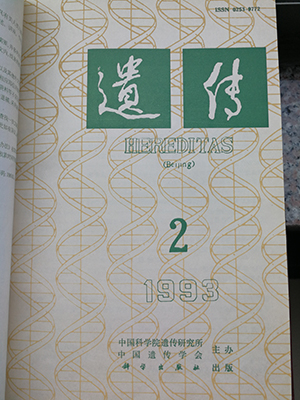 ISSN 0253-9772
遺传
HEREDITAS
(Beijing)
2
1993
中国科学院遗传研究所
中国遗传学会
主办
科学出版社
出版